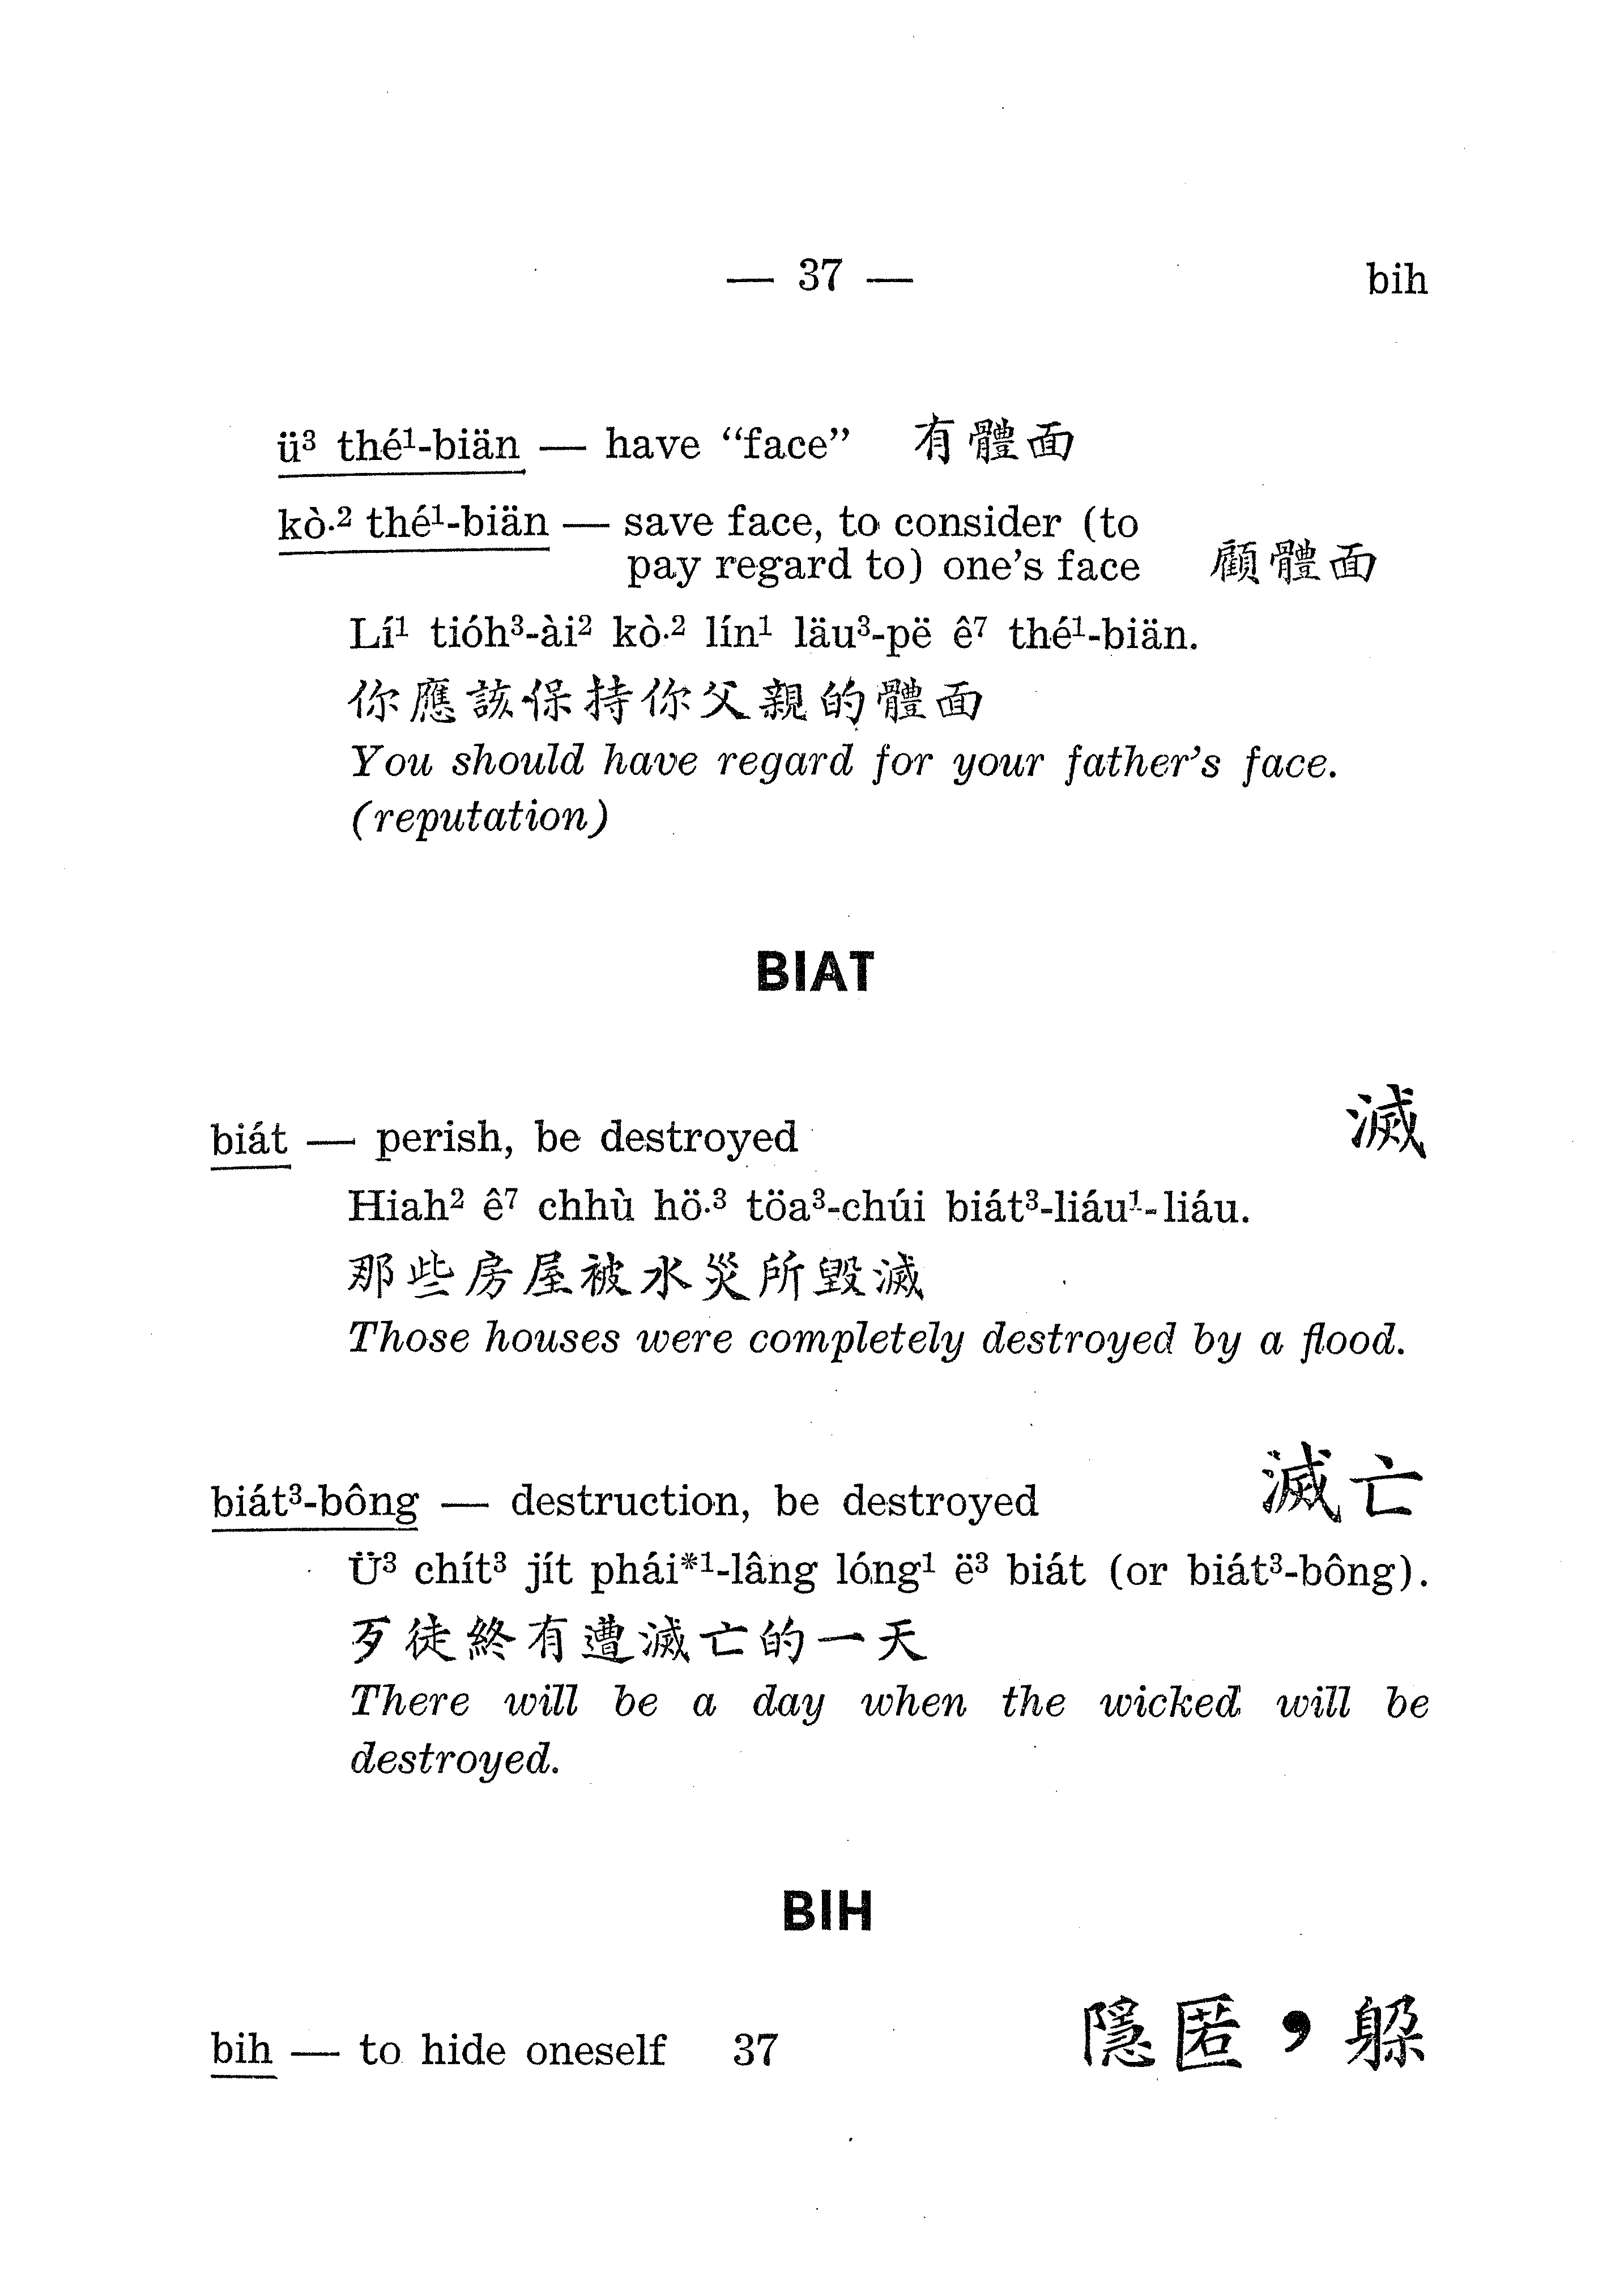 — 37 — bih
ü³ thé¹-biän — have “face” 有體面
kò·² thé¹-biän — save face, to consider (to
pay regard to) one’s face 顧體面
Lí¹ tióh³-ài² kò·² lín¹ läu³-pë ê⁷ thé¹-biän.
你應該保持你父親的體面
You should have regard for your father’s face.
(reputation)
BIAT
biát — perish, be destroyed 滅
Hiah² ê⁷ chhù hö·³ töa³-chúi biát³-liáu¹-liáu.
那些房屋被水災所毀滅
Those houses were completely destroyed by a flood.
biát³-bông — destruction, be destroyed 滅亡
Ü³ chít³ jít phái*¹-lâng lóng¹ ë³ biát (or biát³-bông).
歹徒終有遭滅亡的一天
There will be a day when the wicked will be
destroyed.
BIH
bih — to hide oneself 37 隱匿，躲